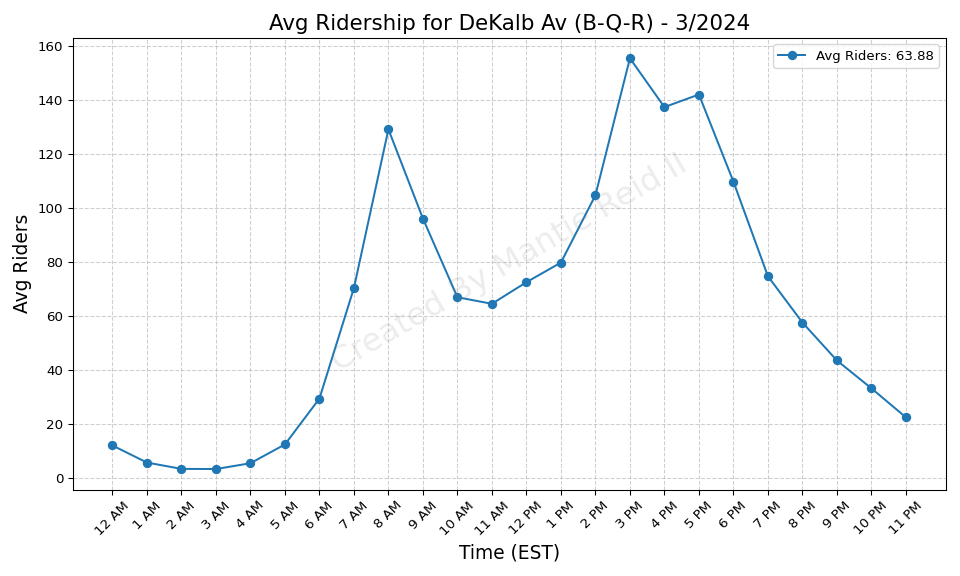 Avg Ridership for DeKalb Av (B-Q-R) - 3/2024
Avg Riders: 63.88
160
140
120
100
80
60
40
20
0
Avg Riders
Created By Mantie Reid II
12 AM
1 AM
2 AM
3 AM
4 AM
5 AM
6 AM
7 AM
8 AM
9 AM
10 AM
11 AM
12 PM
1 PM
2 PM
3 PM
4 PM
5 PM
6 PM
7 PM
8 PM
9 PM
10 PM
11 PM
Time (EST)